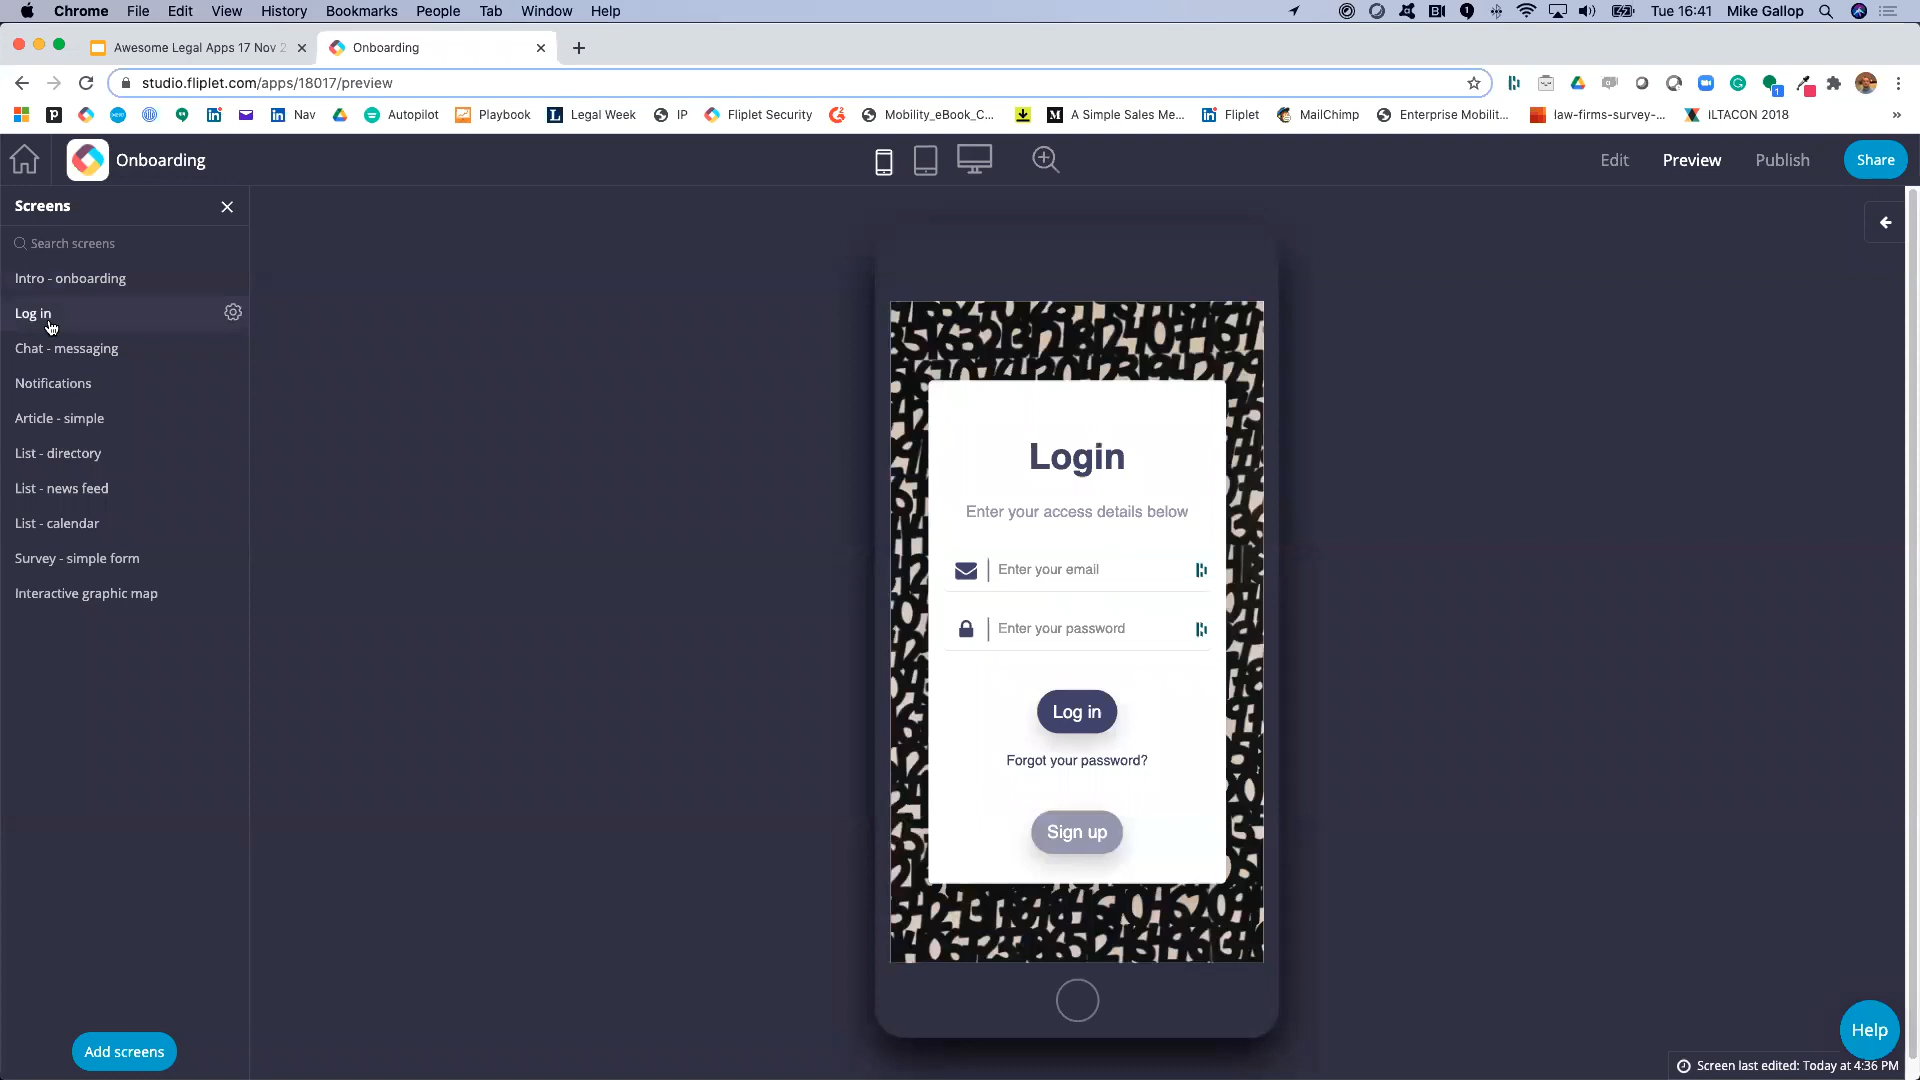 Chrome File Edit View History Bookmarks People Tab Window Help Tue 16:41 Mike Gallop
Awesome Legal Apps 17 Nov 2 Onboarding
studio.fliplet.com/apps/18017/preview
Nav Autopilot Playbook Legal Week IP Fliplet Security Mobility_eBook_C... A Simple Sales Me... Fliplet MailChimp Enterprise Mobilit... law-firms-survey-... ILTACON 2018 »
Onboarding Edit Preview Publish Share
Screens
Search screens
Intro - onboarding
Log in
Chat - messaging
Notifications
Article - simple
List - directory
List - news feed
List - calendar
Survey - simple form
Interactive graphic map
Add screens
Login
Enter your access details below
Enter your email
Enter your password
Log in
Forgot your password?
Sign up
Help
Screen last edited: Today at 4:36 PM